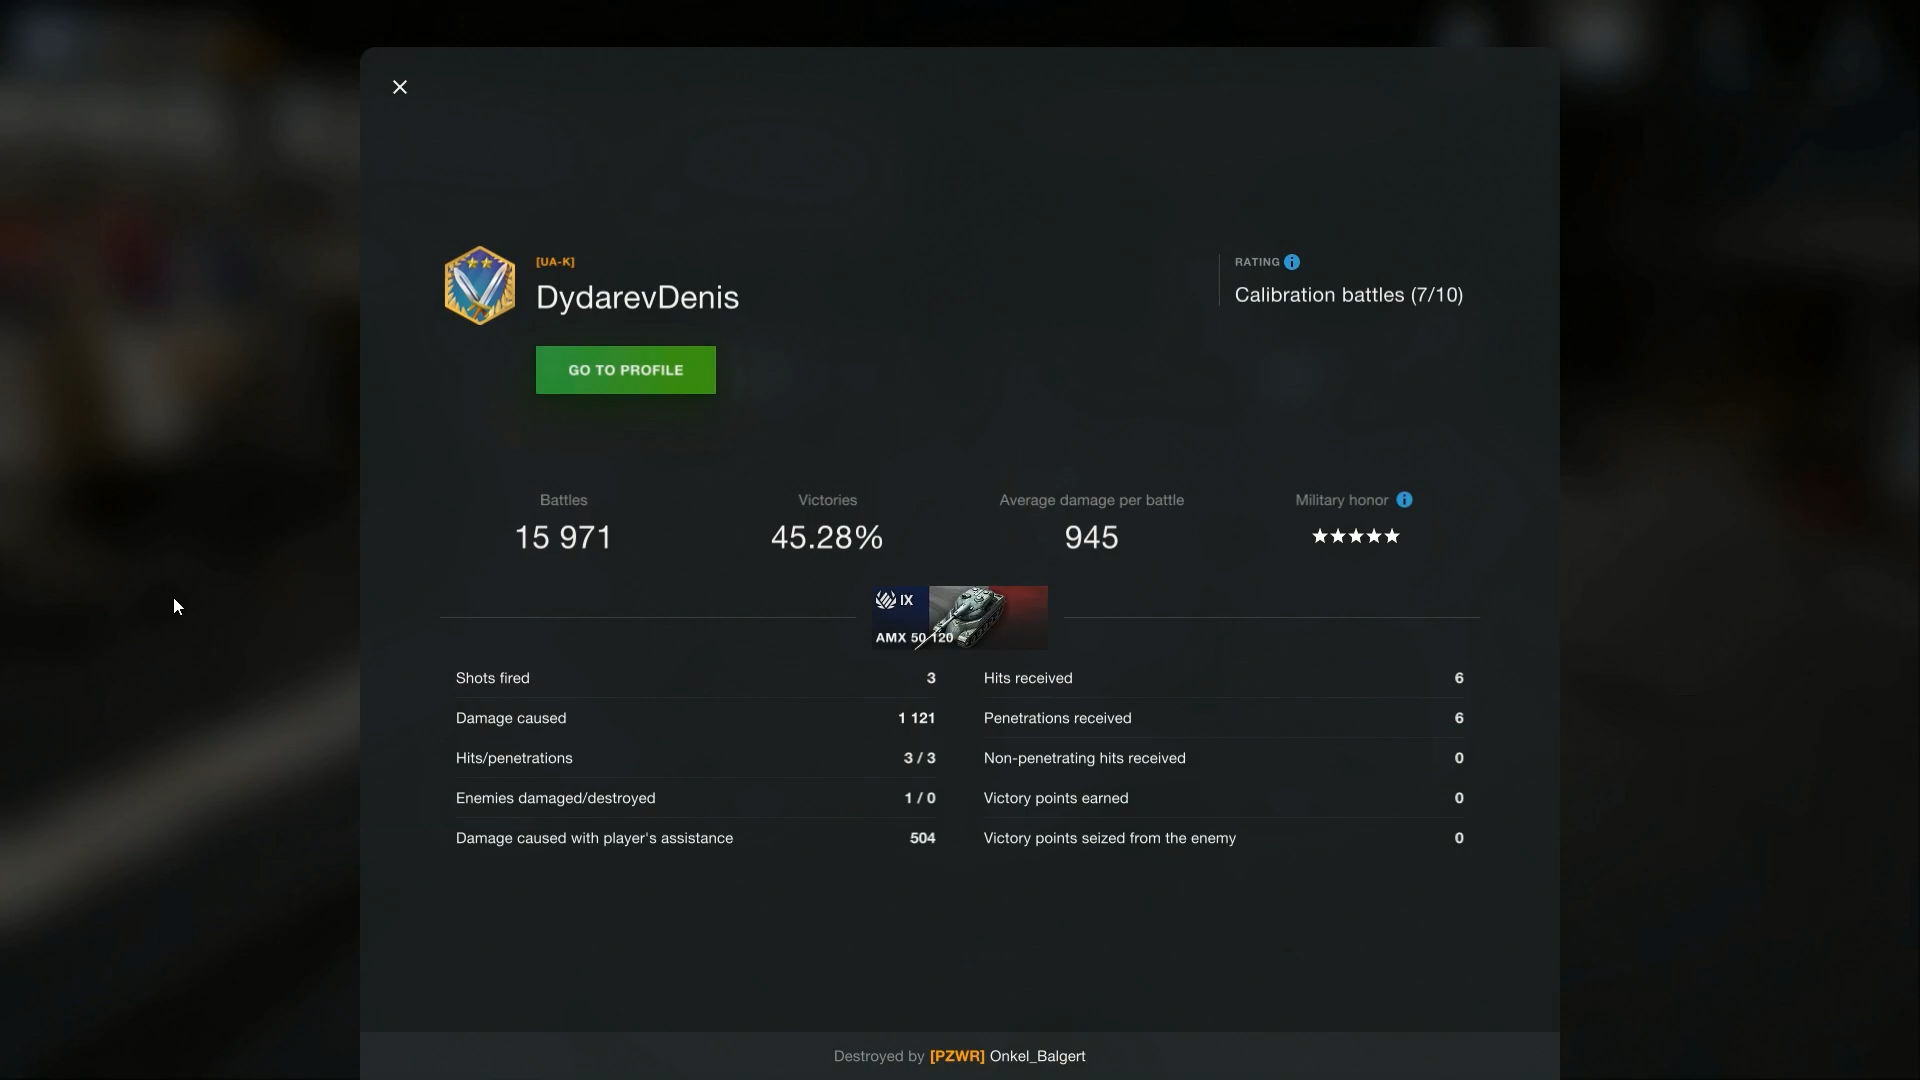 [UA-K]
DydarevDenis
GO TO PROFILE
RATING
Calibration battles (7/10)
Battles
15 971
Victories
45.28%
Average damage per battle
945
Military honor
IX
AMX 50 120
Shots fired 3
Damage caused 1 121
Hits/penetrations 3 / 3
Enemies damaged/destroyed 1 / 0
Damage caused with player's assistance 504
Hits received 6
Penetrations received 6
Non-penetrating hits received 0
Victory points earned 0
Victory points seized from the enemy 0
Destroyed by [PZWR] Onkel_Balgert